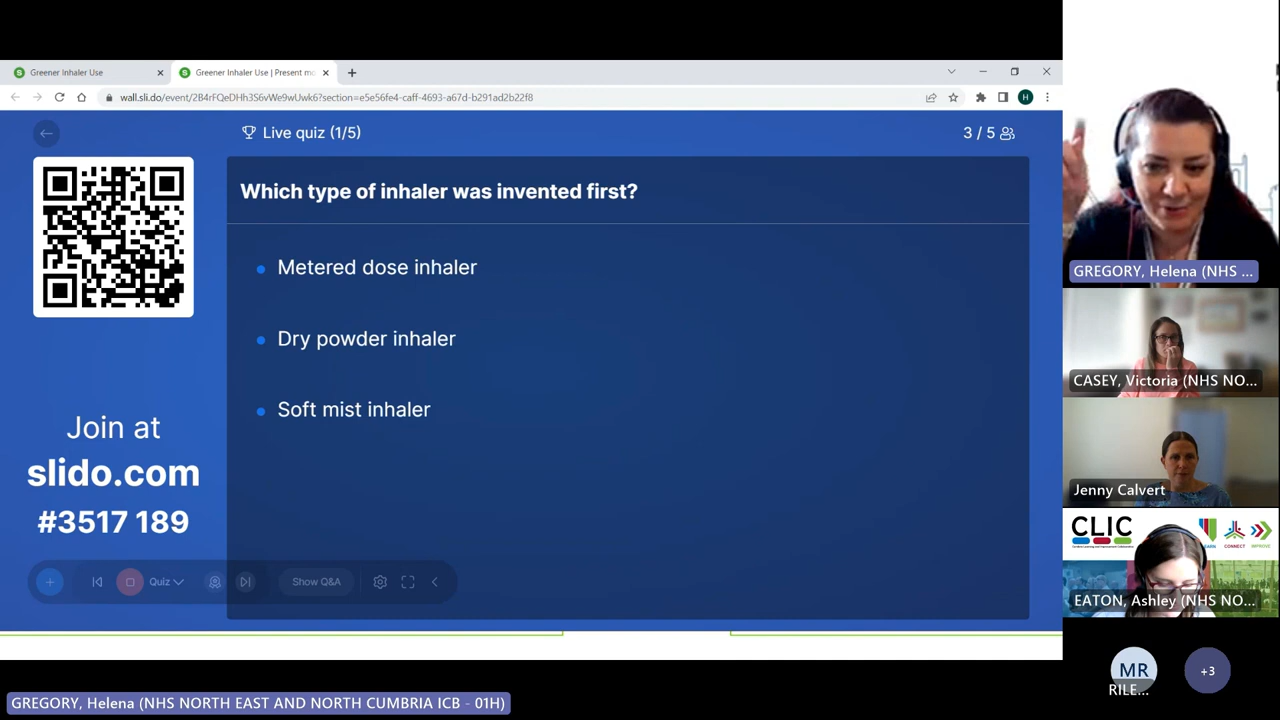 Greener Inhaler Use
Greener Inhaler Use | Present mo
wall.sli.do/event/2B4rFQeDHh3S6vWe9wUwk6?section=e5e56fe4-caff-4693-a67d-b291ad2b22f8
H
Live quiz (1/5)
3 / 5
Which type of inhaler was invented first?
Metered dose inhaler
Dry powder inhaler
Soft mist inhaler
Join at
slido.com
#3517 189
Quiz
Show Q&A
GREGORY, Helena (NHS ...
CASEY, Victoria (NHS NO...
Jenny Calvert
CLIC
CONNECT
EATON, Ashley (NHS NO...
MR
RILE...
+3
GREGORY, Helena (NHS NORTH EAST AND NORTH CUMBRIA ICB - 01H)